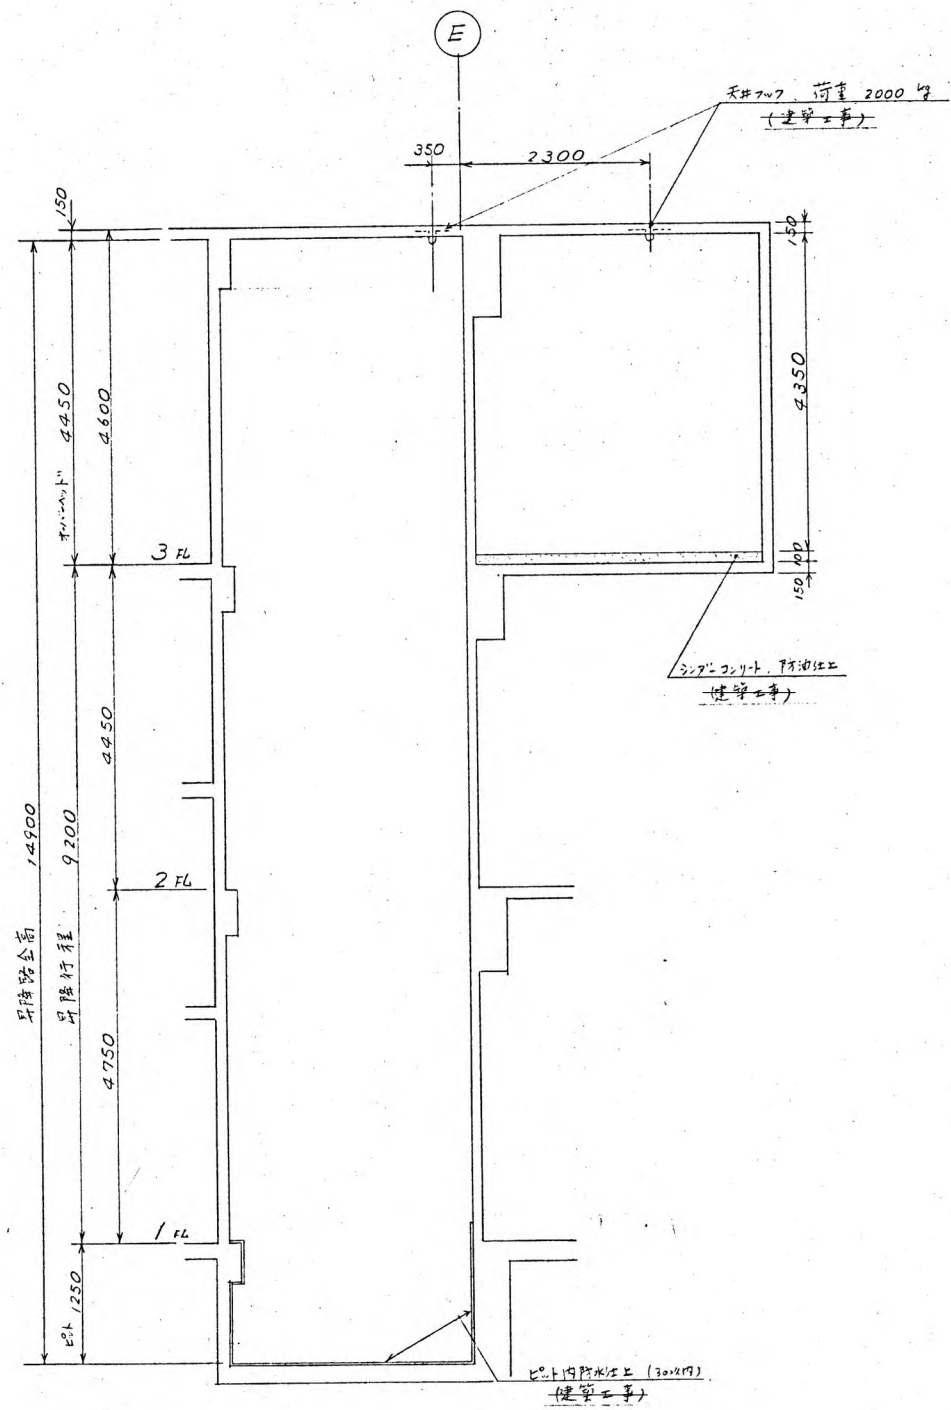 E
天井フック 荷重 2000 kg
(建築工事)
350
2300
150
150
4450
オーバーヘッド
4600
4350
3 FL
100
150
シンダーコンクリート、防油仕上
(建築工事)
4450
14900
昇降路全高
9200
昇降行程
2 FL
4750
1 FL
1250
ピット
ピット内防水仕上 (30以内)
(建築工事)